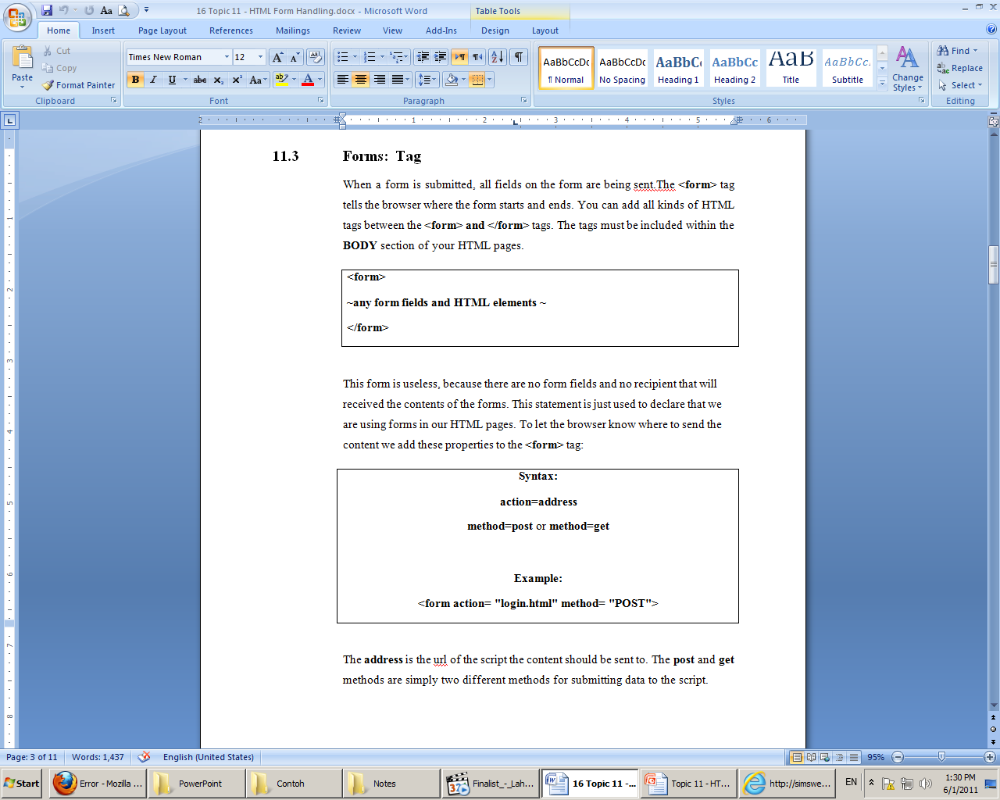 16 Topic 11 - HTML Form Handling.docx - Microsoft Word
Table Tools
Home Insert Page Layout References Mailings Review View Add-Ins Design Layout
Paste
Cut
Copy
Format Painter
Clipboard
Times New Roman 12
Font
Paragraph
AaBbCcDc AaBbCcDc AaBbC AaBbCc AaB AaBbCc.
¶ Normal No Spacing Heading 1 Heading 2 Title Subtitle
Change
Styles
Styles
Find
Replace
Select
Editing
11.3 Forms: Tag
When a form is submitted, all fields on the form are being sent.The <form> tag
tells the browser where the form starts and ends. You can add all kinds of HTML
tags between the <form> and </form> tags. The tags must be included within the
BODY section of your HTML pages.
<form>
~any form fields and HTML elements ~
</form>
This form is useless, because there are no form fields and no recipient that will
received the contents of the forms. This statement is just used to declare that we
are using forms in our HTML pages. To let the browser know where to send the
content we add these properties to the <form> tag:
Syntax:
action=address
method=post or method=get
Example:
<form action= "login.html" method= "POST">
The address is the url of the script the content should be sent to. The post and get
methods are simply two different methods for submitting data to the script.
Page: 3 of 11 Words: 1,437 English (United States) 95%
Start Error - Mozilla ... PowerPoint Contoh Notes Finalist_-_Lah... 16 Topic 11 -... Topic 11 - HT... http://simswe... EN 1:30 PM
6/1/2011